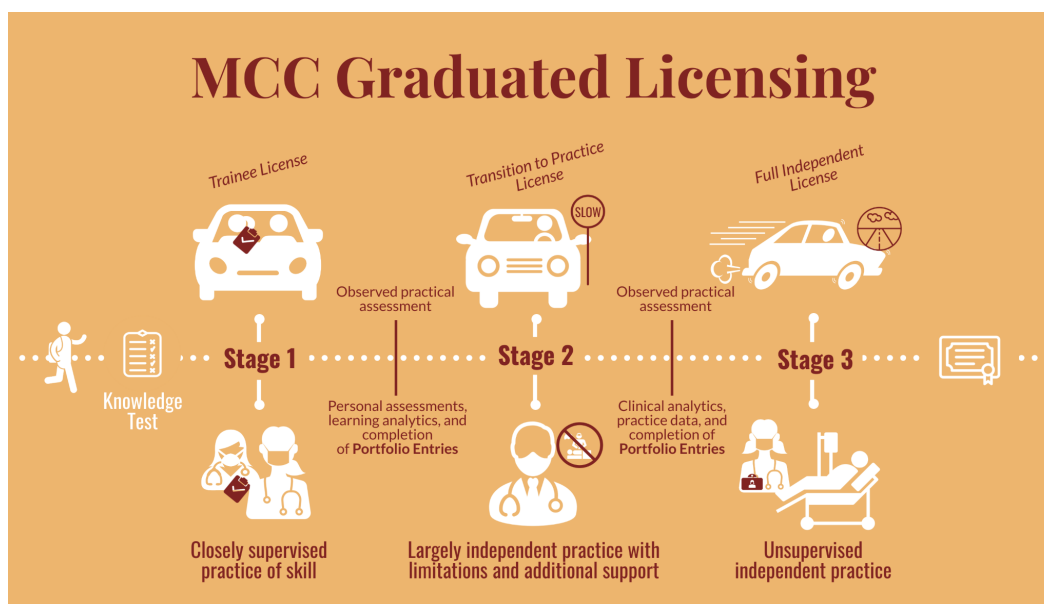 MCC Graduated Licensing
Trainee License
Transition to Practice
License
Full Independent
License
SLOW
Observed practical
assessment
Observed practical
assessment
Stage 1
Stage 2
Stage 3
Knowledge
Test
Personal assessments,
learning analytics, and
completion
of Portfolio Entries
Clinical analytics,
practice data, and
completion of
Portfolio Entries
Closely supervised
practice of skill
Largely independent practice with
limitations and additional support
Unsupervised
independent practice